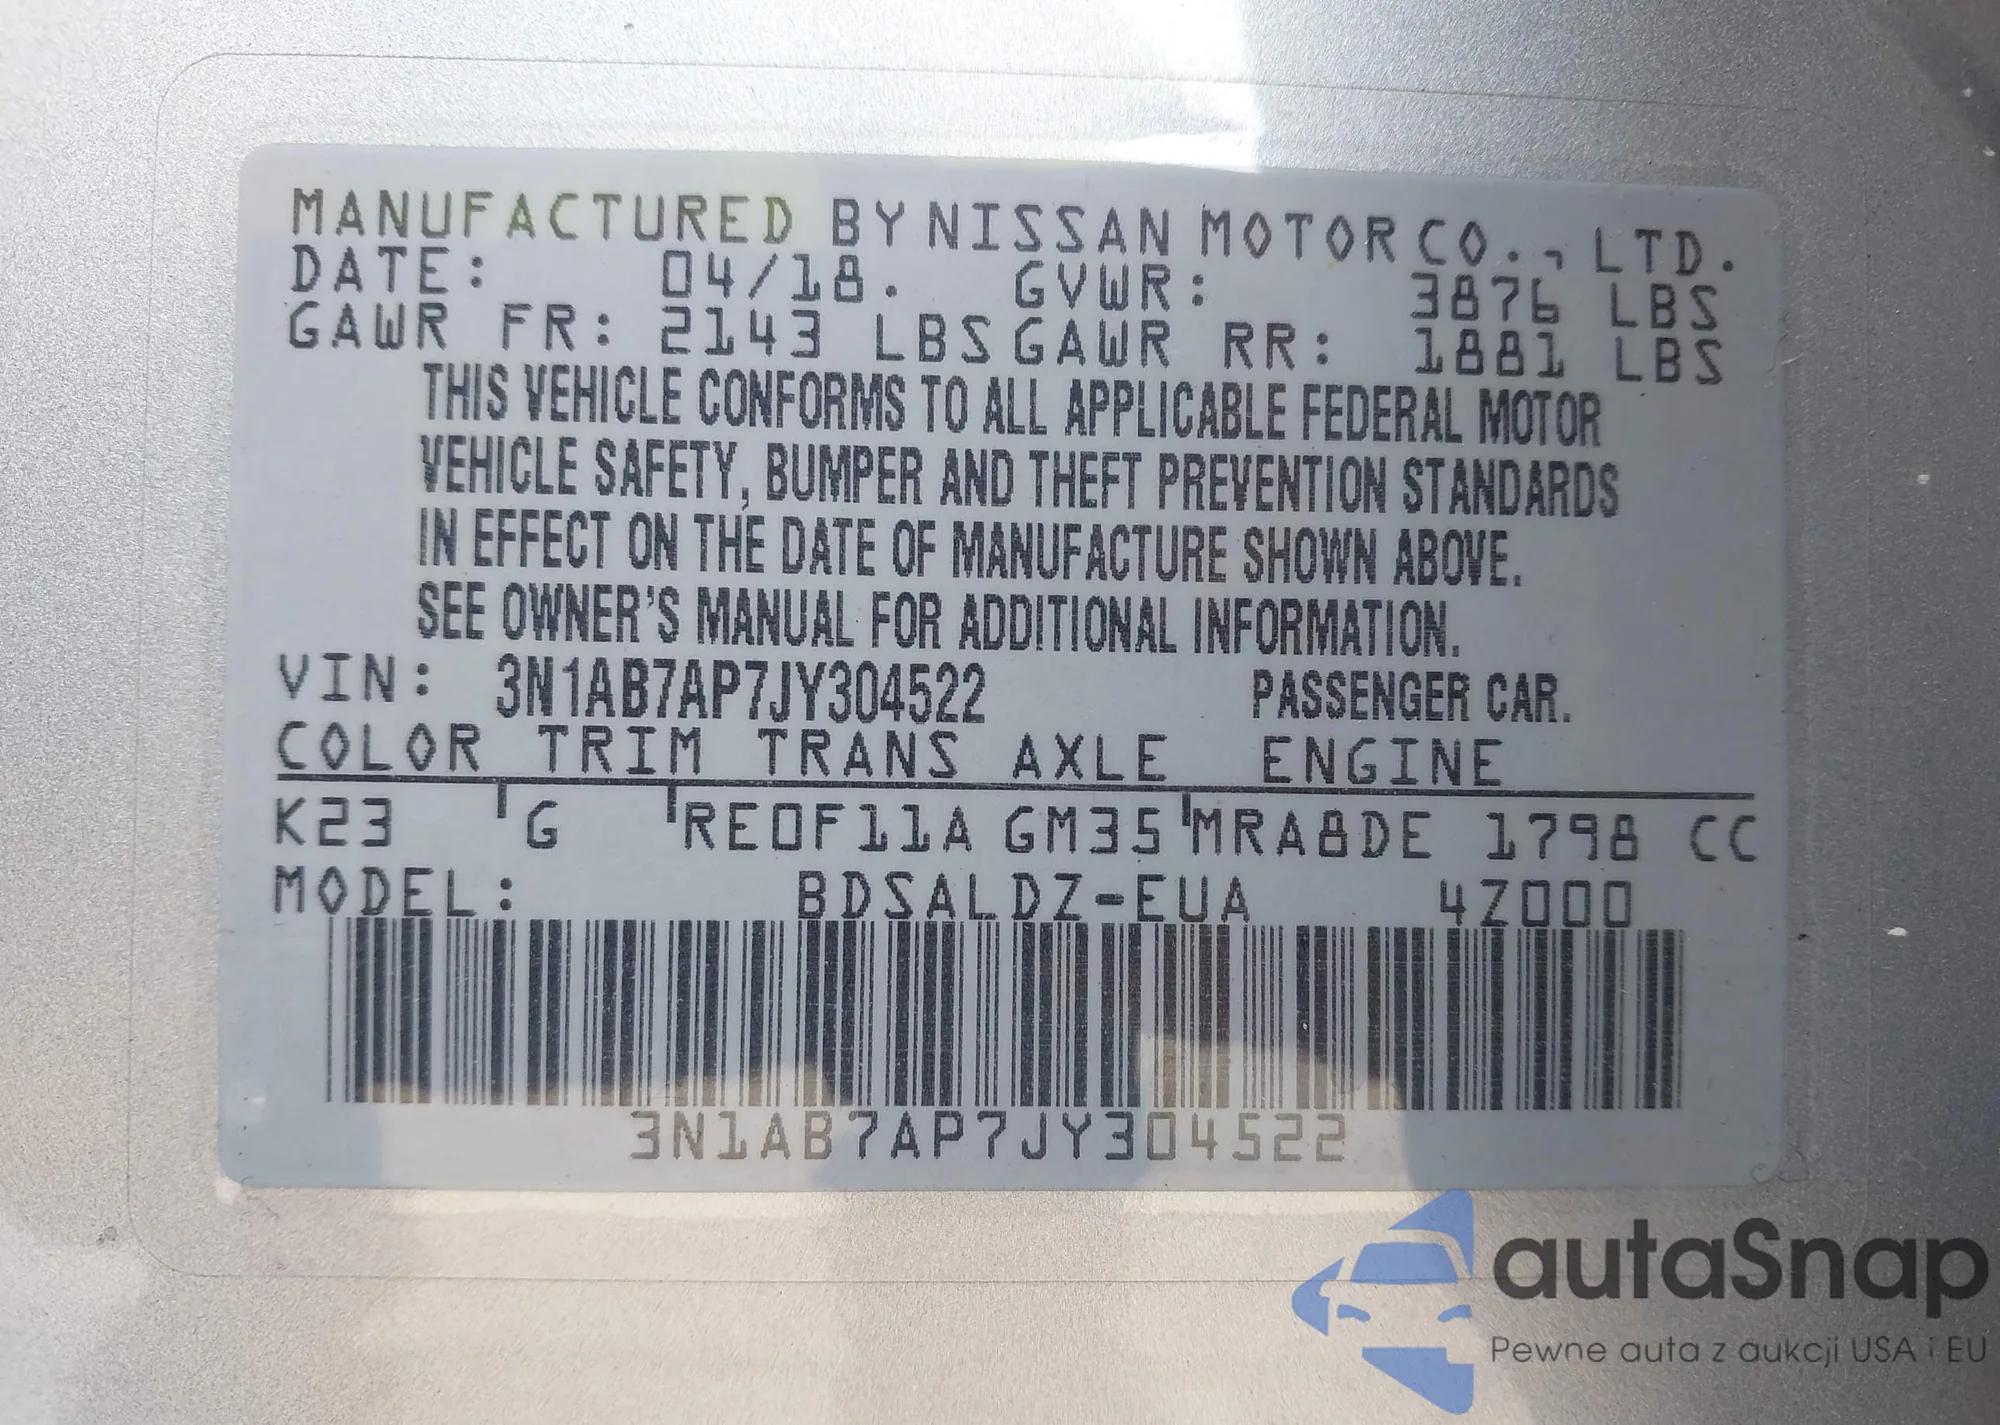 MANUFACTURED BY NISSAN MOTOR CO., LTD.
DATE: 04/18. GVWR: 3876 LBS
GAWR FR: 2143 LBS GAWR RR: 1881 LBS
THIS VEHICLE CONFORMS TO ALL APPLICABLE FEDERAL MOTOR
VEHICLE SAFETY, BUMPER AND THEFT PREVENTION STANDARDS
IN EFFECT ON THE DATE OF MANUFACTURE SHOWN ABOVE.
SEE OWNER'S MANUAL FOR ADDITIONAL INFORMATION.
VIN: 3N1AB7AP7JY304522 PASSENGER CAR.
COLOR TRIM TRANS AXLE ENGINE
K23 G RE0F11A GM35 MRA8DE 1798 CC
MODEL: BDSALDZ-EUA 4Z000
3N1AB7AP7JY304522
autaSnap
Pewne auta z aukcji USA i EU